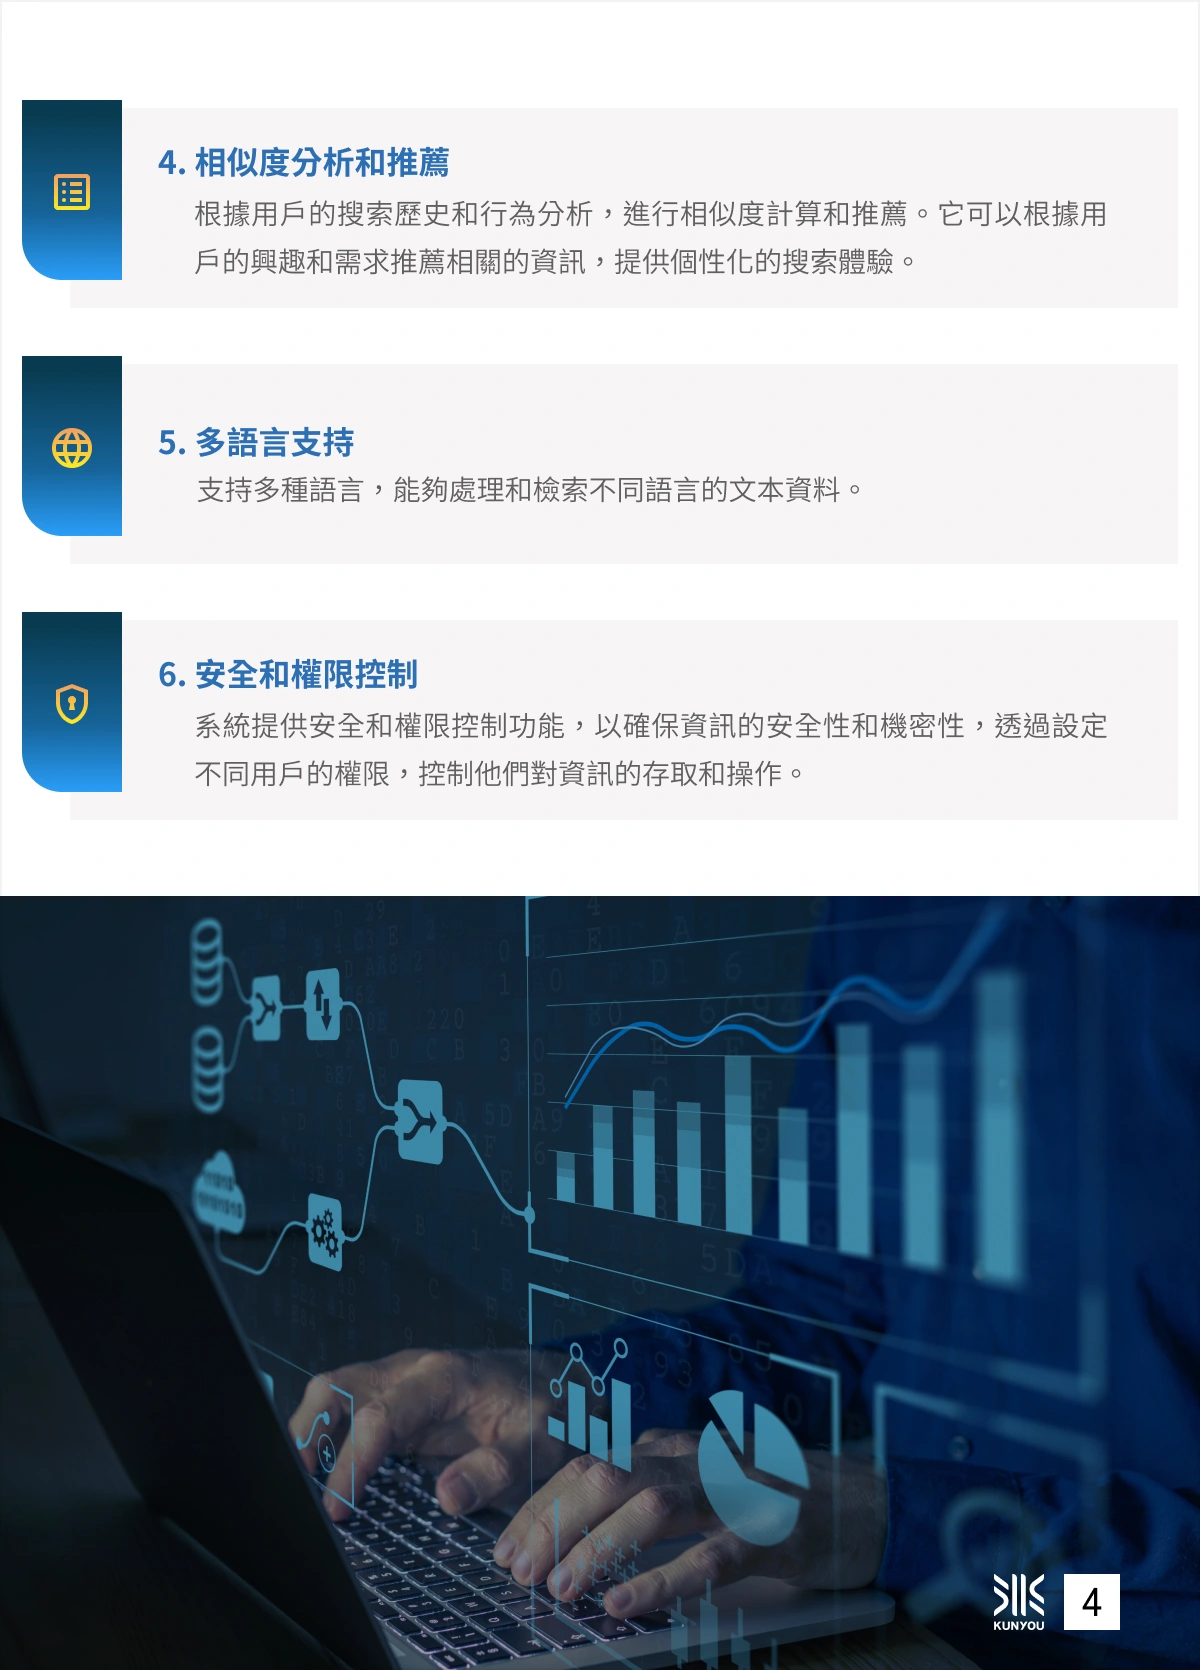 4. 相似度分析和推薦
根據用戶的搜索歷史和行為分析，進行相似度計算和推薦。它可以根據用
戶的興趣和需求推薦相關的資訊，提供個性化的搜索體驗。
5. 多語言支持
支持多種語言，能夠處理和檢索不同語言的文本資料。
6. 安全和權限控制
系統提供安全和權限控制功能，以確保資訊的安全性和機密性，透過設定
不同用戶的權限，控制他們對資訊的存取和操作。
KUNYOU
4